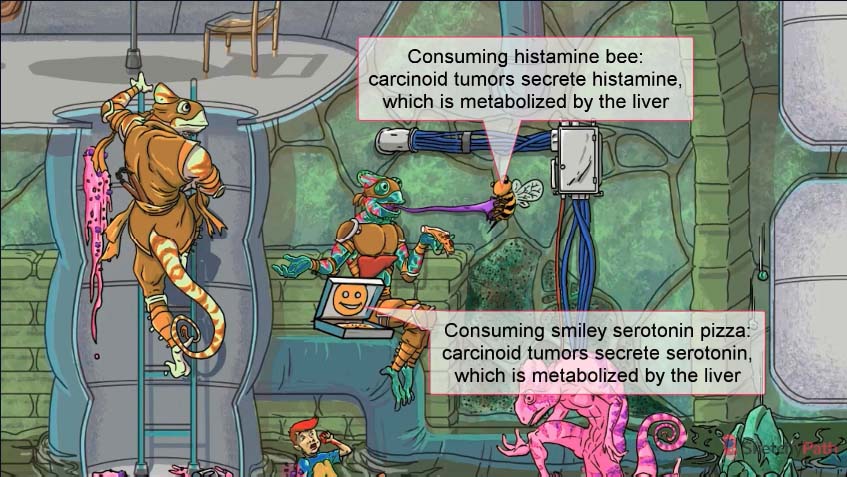 Consuming histamine bee:
carcinoid tumors secrete histamine,
which is metabolized by the liver
Consuming smiley serotonin pizza:
carcinoid tumors secrete serotonin,
which is metabolized by the liver
SketchyPath